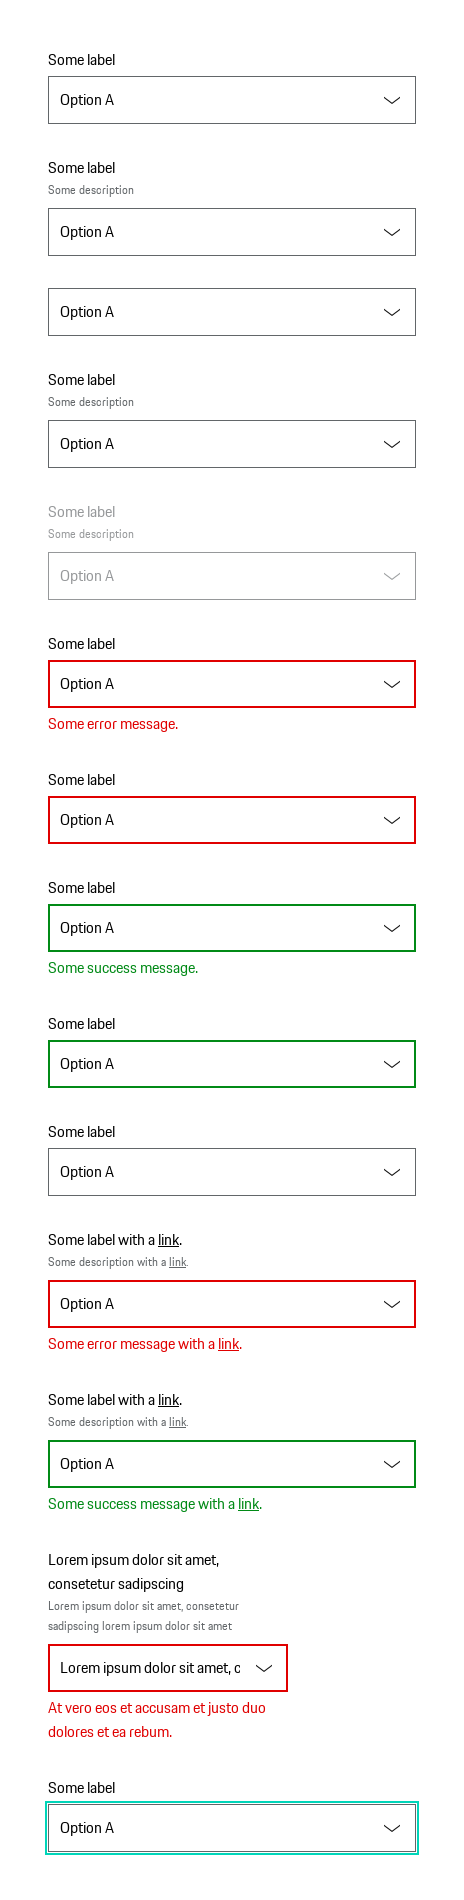 Some label
Option A
Some label
Some description
Option A
Option A
Some label
Some description
Option A
Some label
Some description
Option A
Some label
Option A
Some error message.
Some label
Option A
Some label
Option A
Some success message.
Some label
Option A
Some label
Option A
Some label with a link.
Some description with a link.
Option A
Some error message with a link.
Some label with a link.
Some description with a link.
Option A
Some success message with a link.
Lorem ipsum dolor sit amet,
consetetur sadipscing
Lorem ipsum dolor sit amet, consetetur
sadipscing lorem ipsum dolor sit amet
Lorem ipsum dolor sit amet, c
At vero eos et accusam et justo duo
dolores et ea rebum.
Some label
Option A